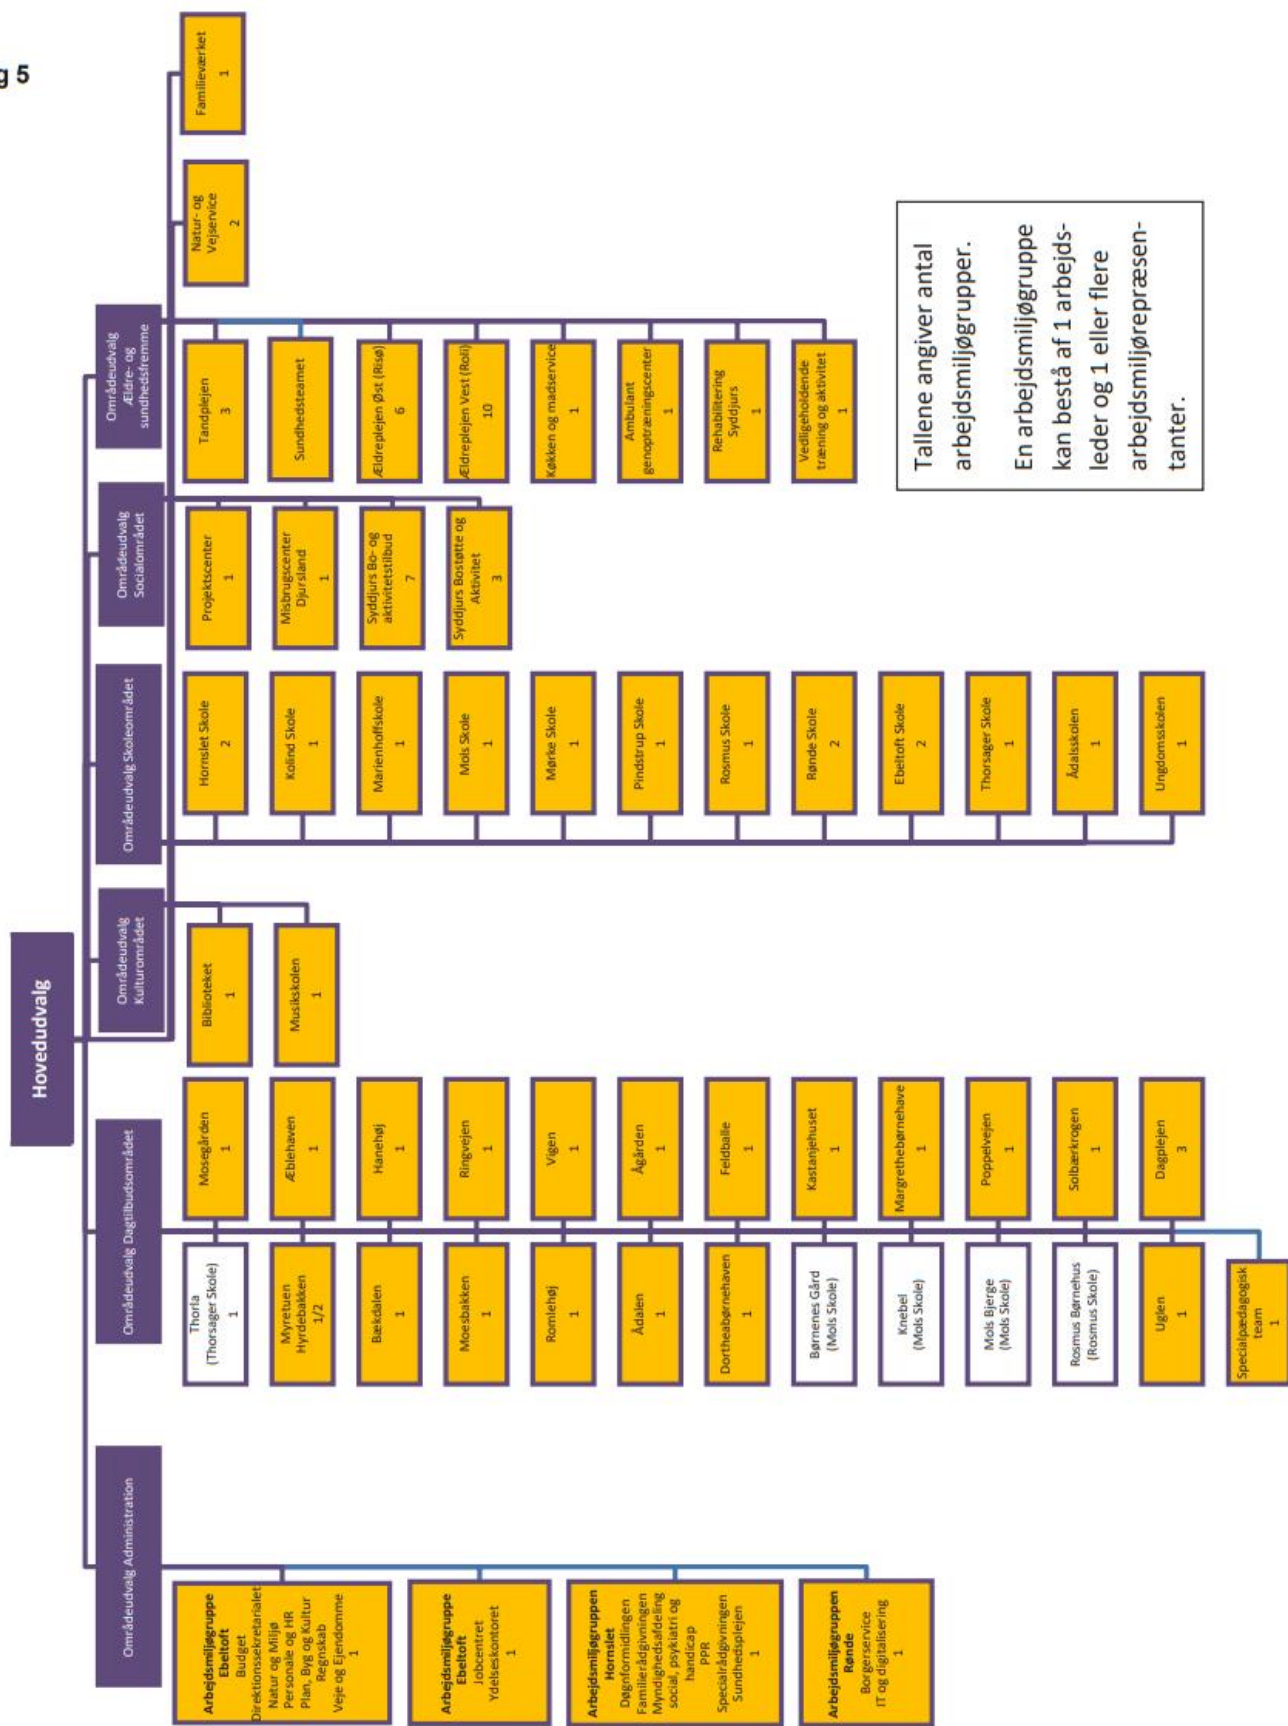 g 5
Hovedudvalg
Områdeudvalg Administration
Arbejdsmiljøgruppe
Ebeltoft
Budget
Direktionssekretarialet
Natur og Miljø
Personale og HR
Plan, Byg og Kultur
Regnskab
Veje og Ejendomme
1
Arbejdsmiljøgruppe
Ebeltoft
Jobcentret
Ydelseskontoret
1
Arbejdsmiljøgruppen
Hornslet
Døgnformidlingen
Familierådgivningen
Myndighedsafdeling
social, psykiatri og
handicap
PPR
Specialrådgivningen
Sundhedsplejen
1
Arbejdsmiljøgruppen
Rønde
Borgerservice
IT og digitalisering
1
Områdeudvalg Dagtilbudsområdet
Thorla
(Thorsager Skole)
1
Mosegården
1
Myretuen
Hyrdebakken
1/2
Æblehaven
1
Bækdalen
1
Hanehøj
1
Moesbakken
1
Ringvejen
1
Romlehøj
1
Vigen
1
Ådalen
1
Ågården
1
Dortheabørnehaven
1
Feldballe
1
Børnenes Gård
(Mols Skole)
Kastanjehuset
1
Knebel
(Mols Skole)
Margrethebørnehave
1
Mols Bjerge
(Mols Skole)
Poppelvejen
1
Rosmus Børnehus
(Rosmus Skole)
Solbærkrogen
1
Uglen
1
Dagplejen
3
Specialpædagogisk
team
1
Områdeudvalg
Kulturområdet
Biblioteket
1
Musikskolen
1
Områdeudvalg Skoleområdet
Hornslet Skole
2
Kolind Skole
1
Marienhoffskole
1
Mols Skole
1
Mørke Skole
1
Pindstrup Skole
1
Rosmus Skole
1
Rønde Skole
2
Ebeltoft Skole
2
Thorsager Skole
1
Ådalsskolen
1
Ungdomsskolen
1
Områdeudvalg
Socialområdet
Projektscenter
1
Misbrugscenter
Djursland
1
Syddjurs Bo- og
aktivitetstilbud
7
Syddjurs Bostøtte og
Aktivitet
3
Områdeudvalg
Ældre- og
sundhedsfremme
Tandplejen
3
Sundhedsteamet
Ældreplejen Øst (Risø)
6
Ældreplejen Vest (Roli)
10
Køkken og madservice
1
Ambulant
genoptræningscenter
1
Rehabilitering
Syddjurs
1
Vedligeholdende
træning og aktivitet
1
Natur- og
Vejservice
2
Familieværket
1
Tallene angiver antal
arbejdsmiljøgrupper.
En arbejdsmiljøgruppe
kan bestå af 1 arbejds-
leder og 1 eller flere
arbejdsmiljørepræsen-
tanter.